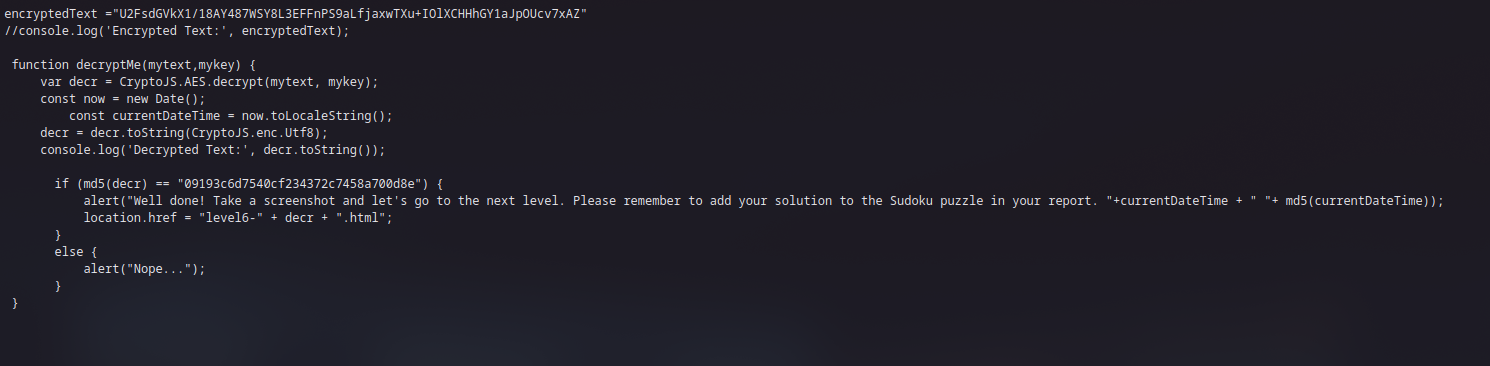 encryptedText ="U2FsdGVkX1/18AY487WSY8L3EFFnPS9aLfjaxwTXu+IOlXCHHhGY1aJpOUcv7xAZ"
//console.log('Encrypted Text:', encryptedText);
function decryptMe(mytext,mykey) {
var decr = CryptoJS.AES.decrypt(mytext, mykey);
const now = new Date();
const currentDateTime = now.toLocaleString();
decr = decr.toString(CryptoJS.enc.Utf8);
console.log('Decrypted Text:', decr.toString());
if (md5(decr) == "09193c6d7540cf234372c7458a700d8e") {
alert("Well done! Take a screenshot and let's go to the next level. Please remember to add your solution to the Sudoku puzzle in your report. "+currentDateTime + " "+ md5(currentDateTime));
location.href = "level6-" + decr + ".html";
}
else {
alert("Nope...");
}
}